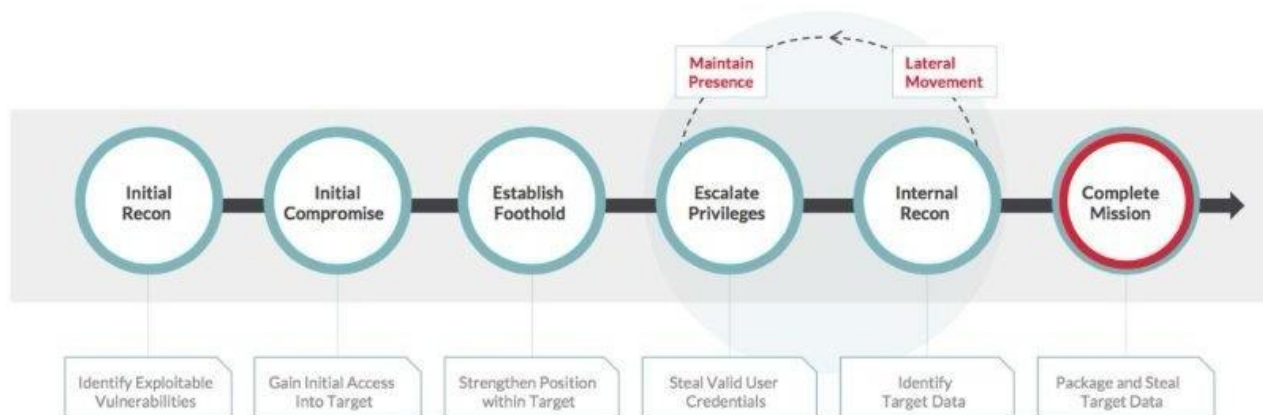 Maintain
Presence
Lateral
Movement
Initial
Recon
Initial
Compromise
Establish
Foothold
Escalate
Privileges
Internal
Recon
Complete
Mission
Identify Exploitable
Vulnerabilities
Gain Initial Access
Into Target
Strengthen Position
within Target
Steal Valid User
Credentials
Identify
Target Data
Package and Steal
Target Data